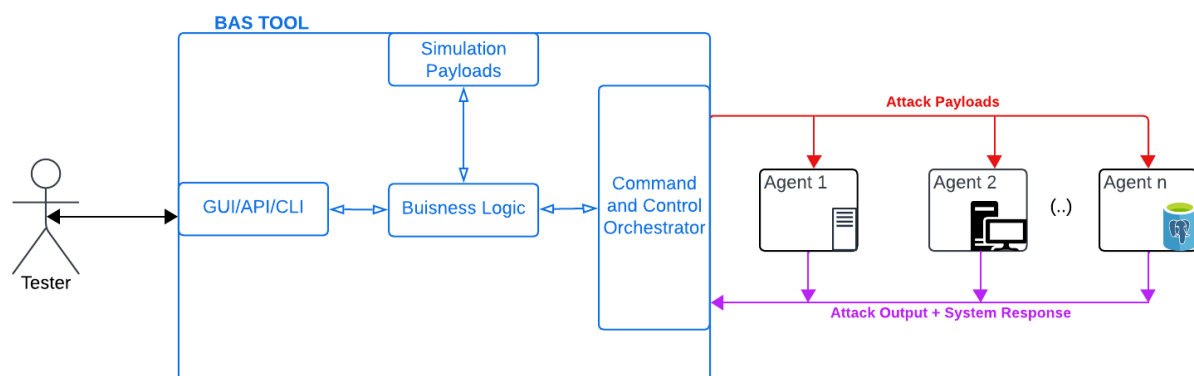 BAS TOOL
Simulation
Payloads
Attack Payloads
Command
and Control
Orchestrator
GUI/API/CLI
Buisness Logic
Agent 1
Agent 2
(..)
Agent n
Tester
Attack Output + System Response